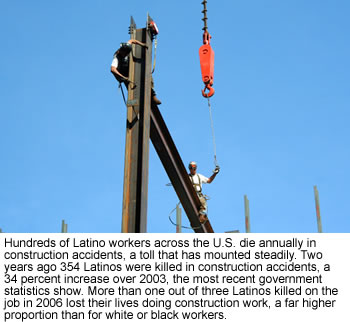 Hundreds of Latino workers across the U.S. die annually in
construction accidents, a toll that has mounted steadily. Two
years ago 354 Latinos were killed in construction accidents, a
34 percent increase over 2003, the most recent government
statistics show. More than one out of three Latinos killed on the
job in 2006 lost their lives doing construction work, a far higher
proportion than for white or black workers.